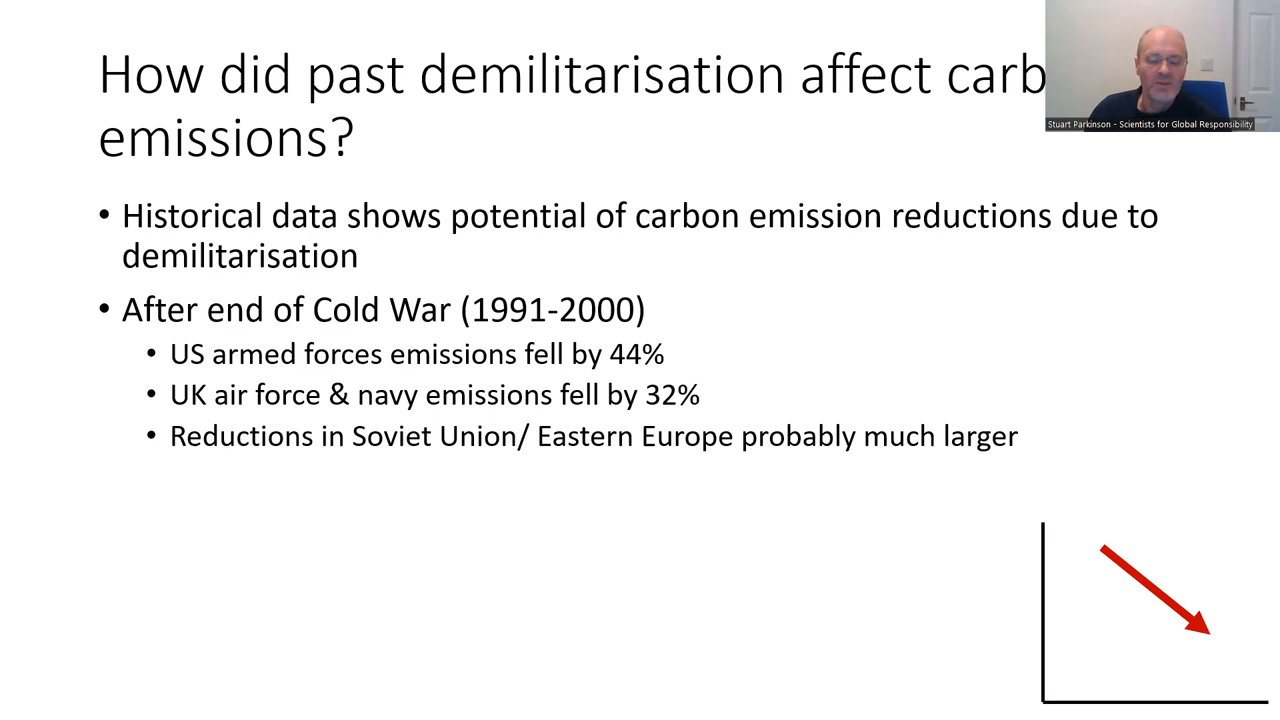 How did past demilitarisation affect carb
emissions?
Stuart Parkinson - Scientists for Global Responsibility
• Historical data shows potential of carbon emission reductions due to
demilitarisation
• After end of Cold War (1991-2000)
• US armed forces emissions fell by 44%
• UK air force & navy emissions fell by 32%
• Reductions in Soviet Union/ Eastern Europe probably much larger